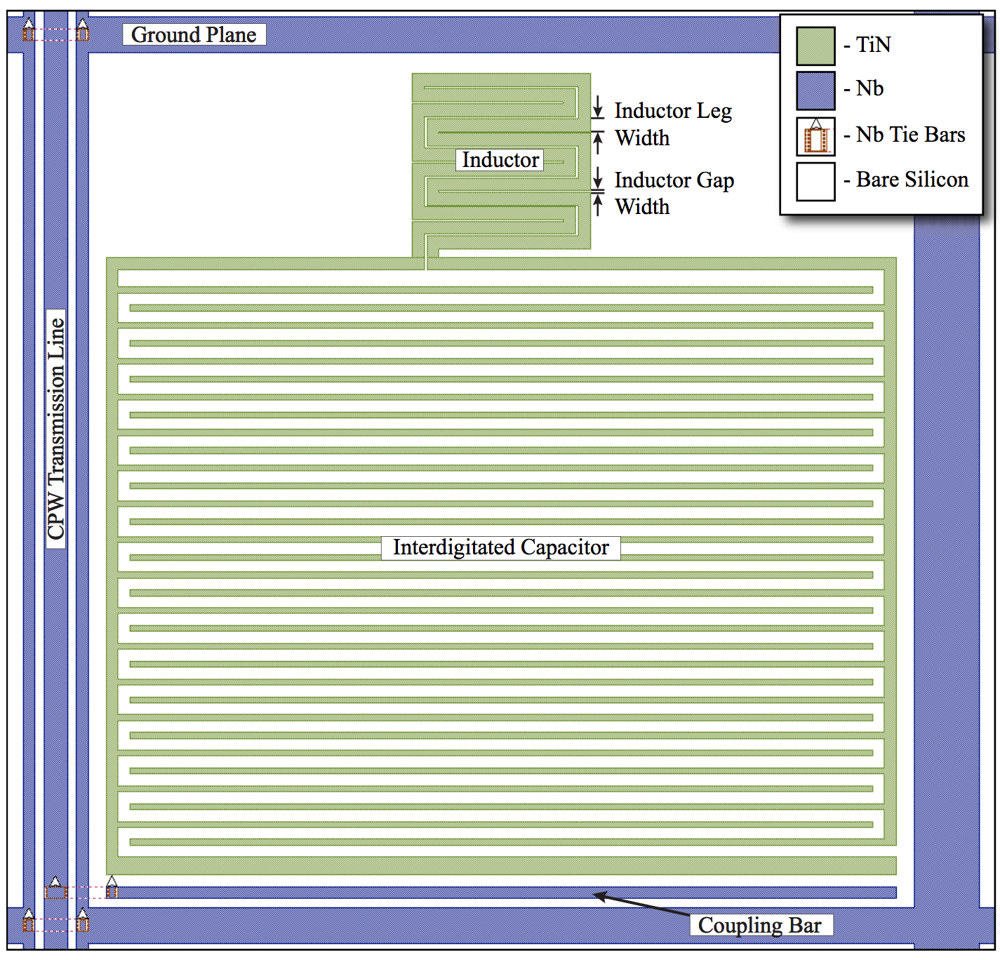 Ground Plane
- TiN
- Nb
- Nb Tie Bars
- Bare Silicon
Inductor Leg
Width
Inductor
Inductor Gap
Width
CPW Transmission Line
Interdigitated Capacitor
Coupling Bar